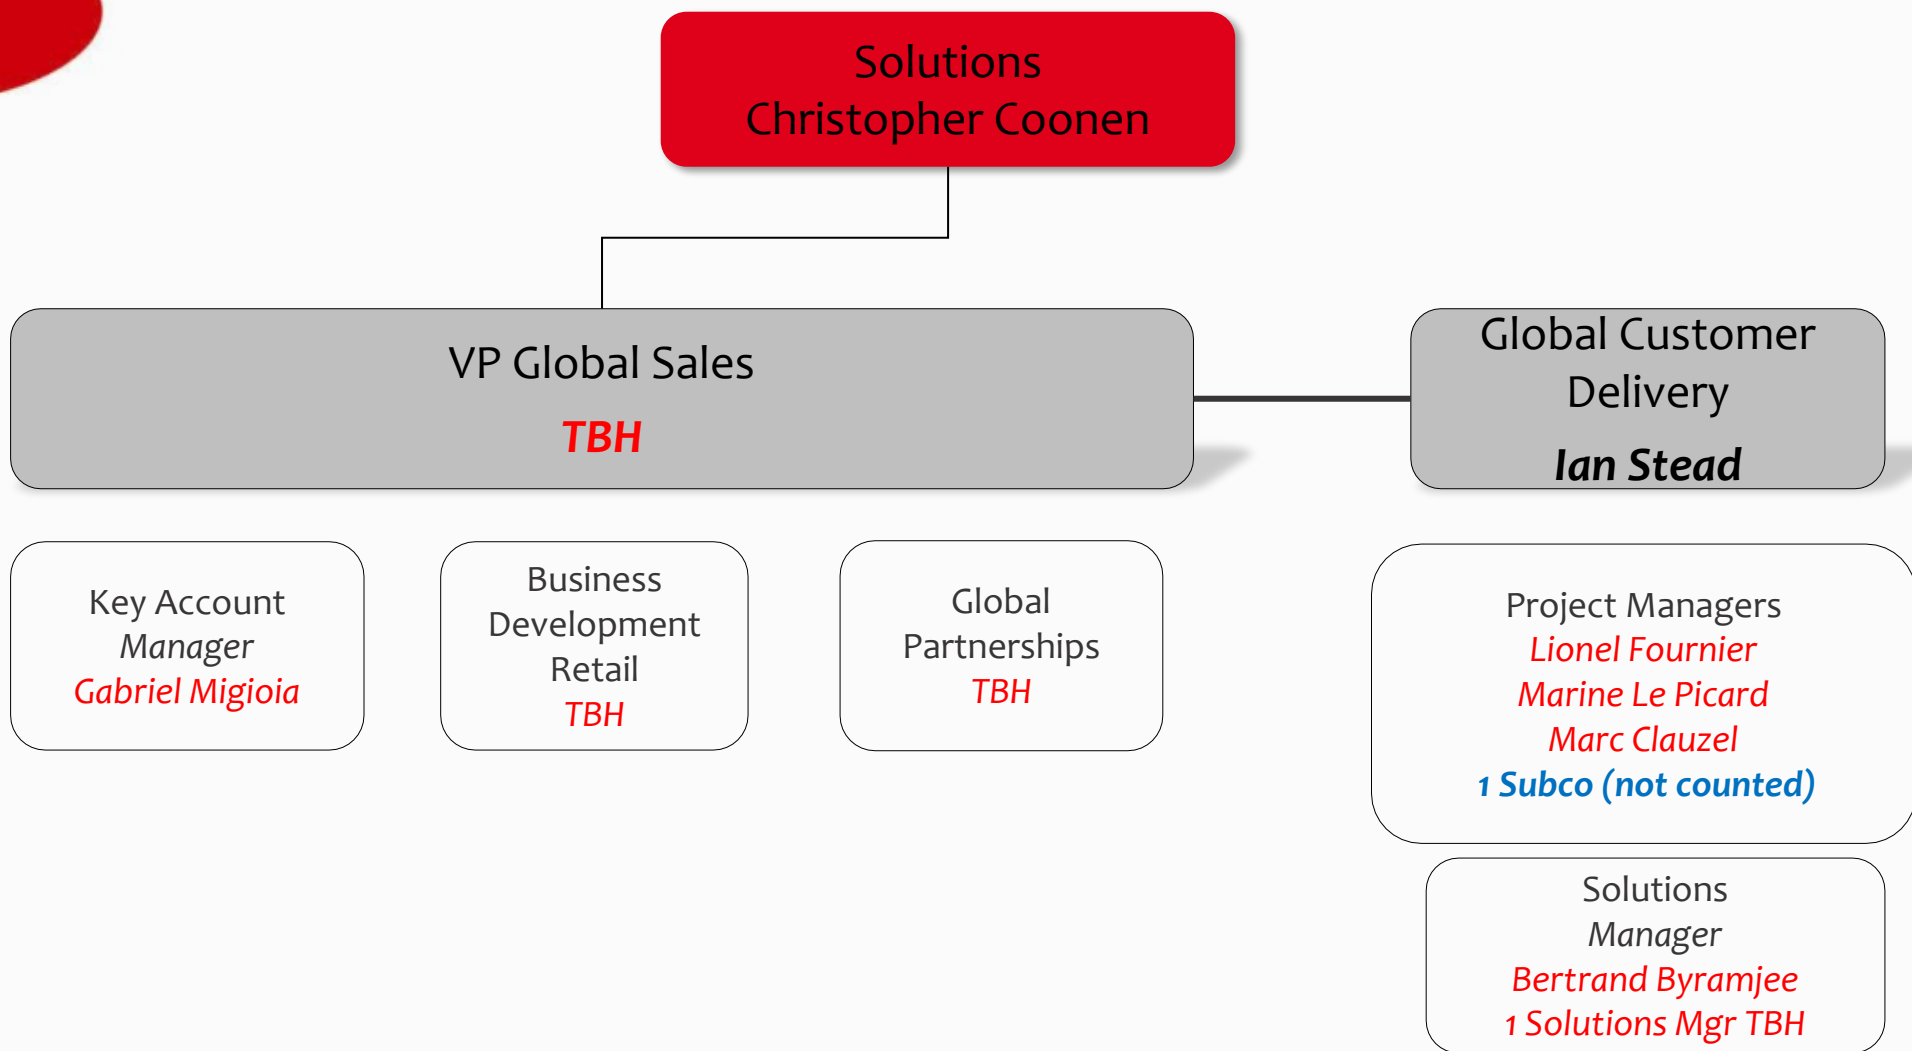 Solutions
Christopher Coonen
VP Global Sales
TBH
Global Customer
Delivery
Ian Stead
Key Account
Manager
Gabriel Migioia
Business
Development
Retail
TBH
Global
Partnerships
TBH
Project Managers
Lionel Fournier
Marine Le Picard
Marc Clauzel
1 Subco (not counted)
Solutions
Manager
Bertrand Byramjee
1 Solutions Mgr TBH